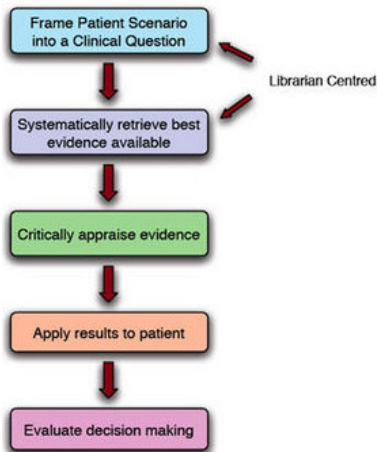 Frame Patient Scenario
into a Clinical Question
Librarian Centred
Systematically retrieve best
evidence available
Critically appraise evidence
Apply results to patient
Evaluate decision making